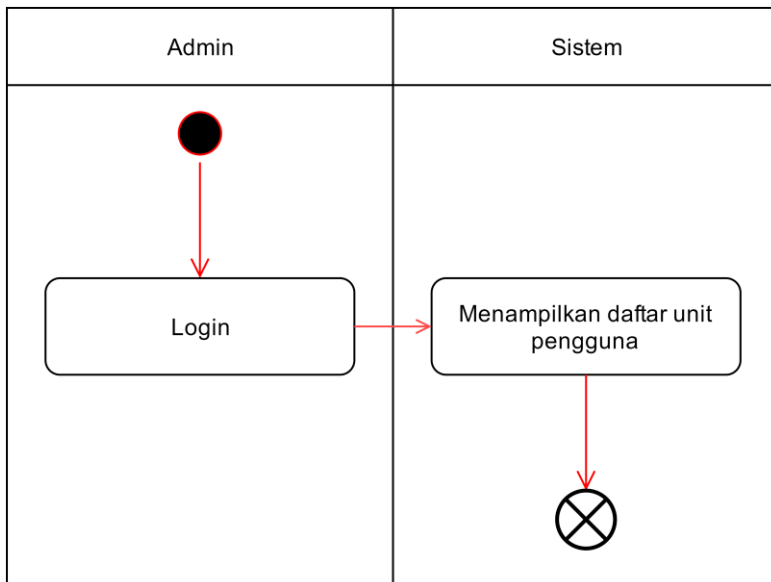 Admin
Sistem
Login
Menampilkan daftar unit
pengguna